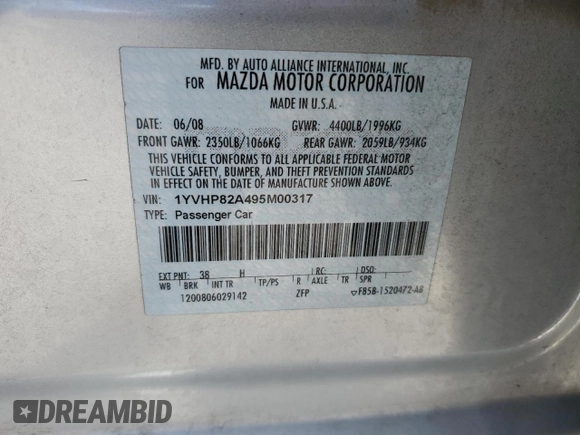 MFD. BY AUTO ALLIANCE INTERNATIONAL, INC.
FOR MAZDA MOTOR CORPORATION
MADE IN U.S.A.
DATE: 06/08 GVWR: 4400LB/1996KG
FRONT GAWR: 2350LB/1066KG REAR GAWR: 2059LB/934KG
THIS VEHICLE CONFORMS TO ALL APPLICABLE FEDERAL MOTOR
VEHICLE SAFETY, BUMPER, AND THEFT PREVENTION STANDARDS
IN EFFECT ON THE DATE OF MANUFACTURE SHOWN ABOVE.
VIN: 1YVHP82A495M00317
TYPE: Passenger Car
EXT PNT: 38 H RC: DSO:
WB BRK INT TR TP/PS R AXLE TR SPR
1200806029142 ZFP F85B-1520472-AB
DREAMBID